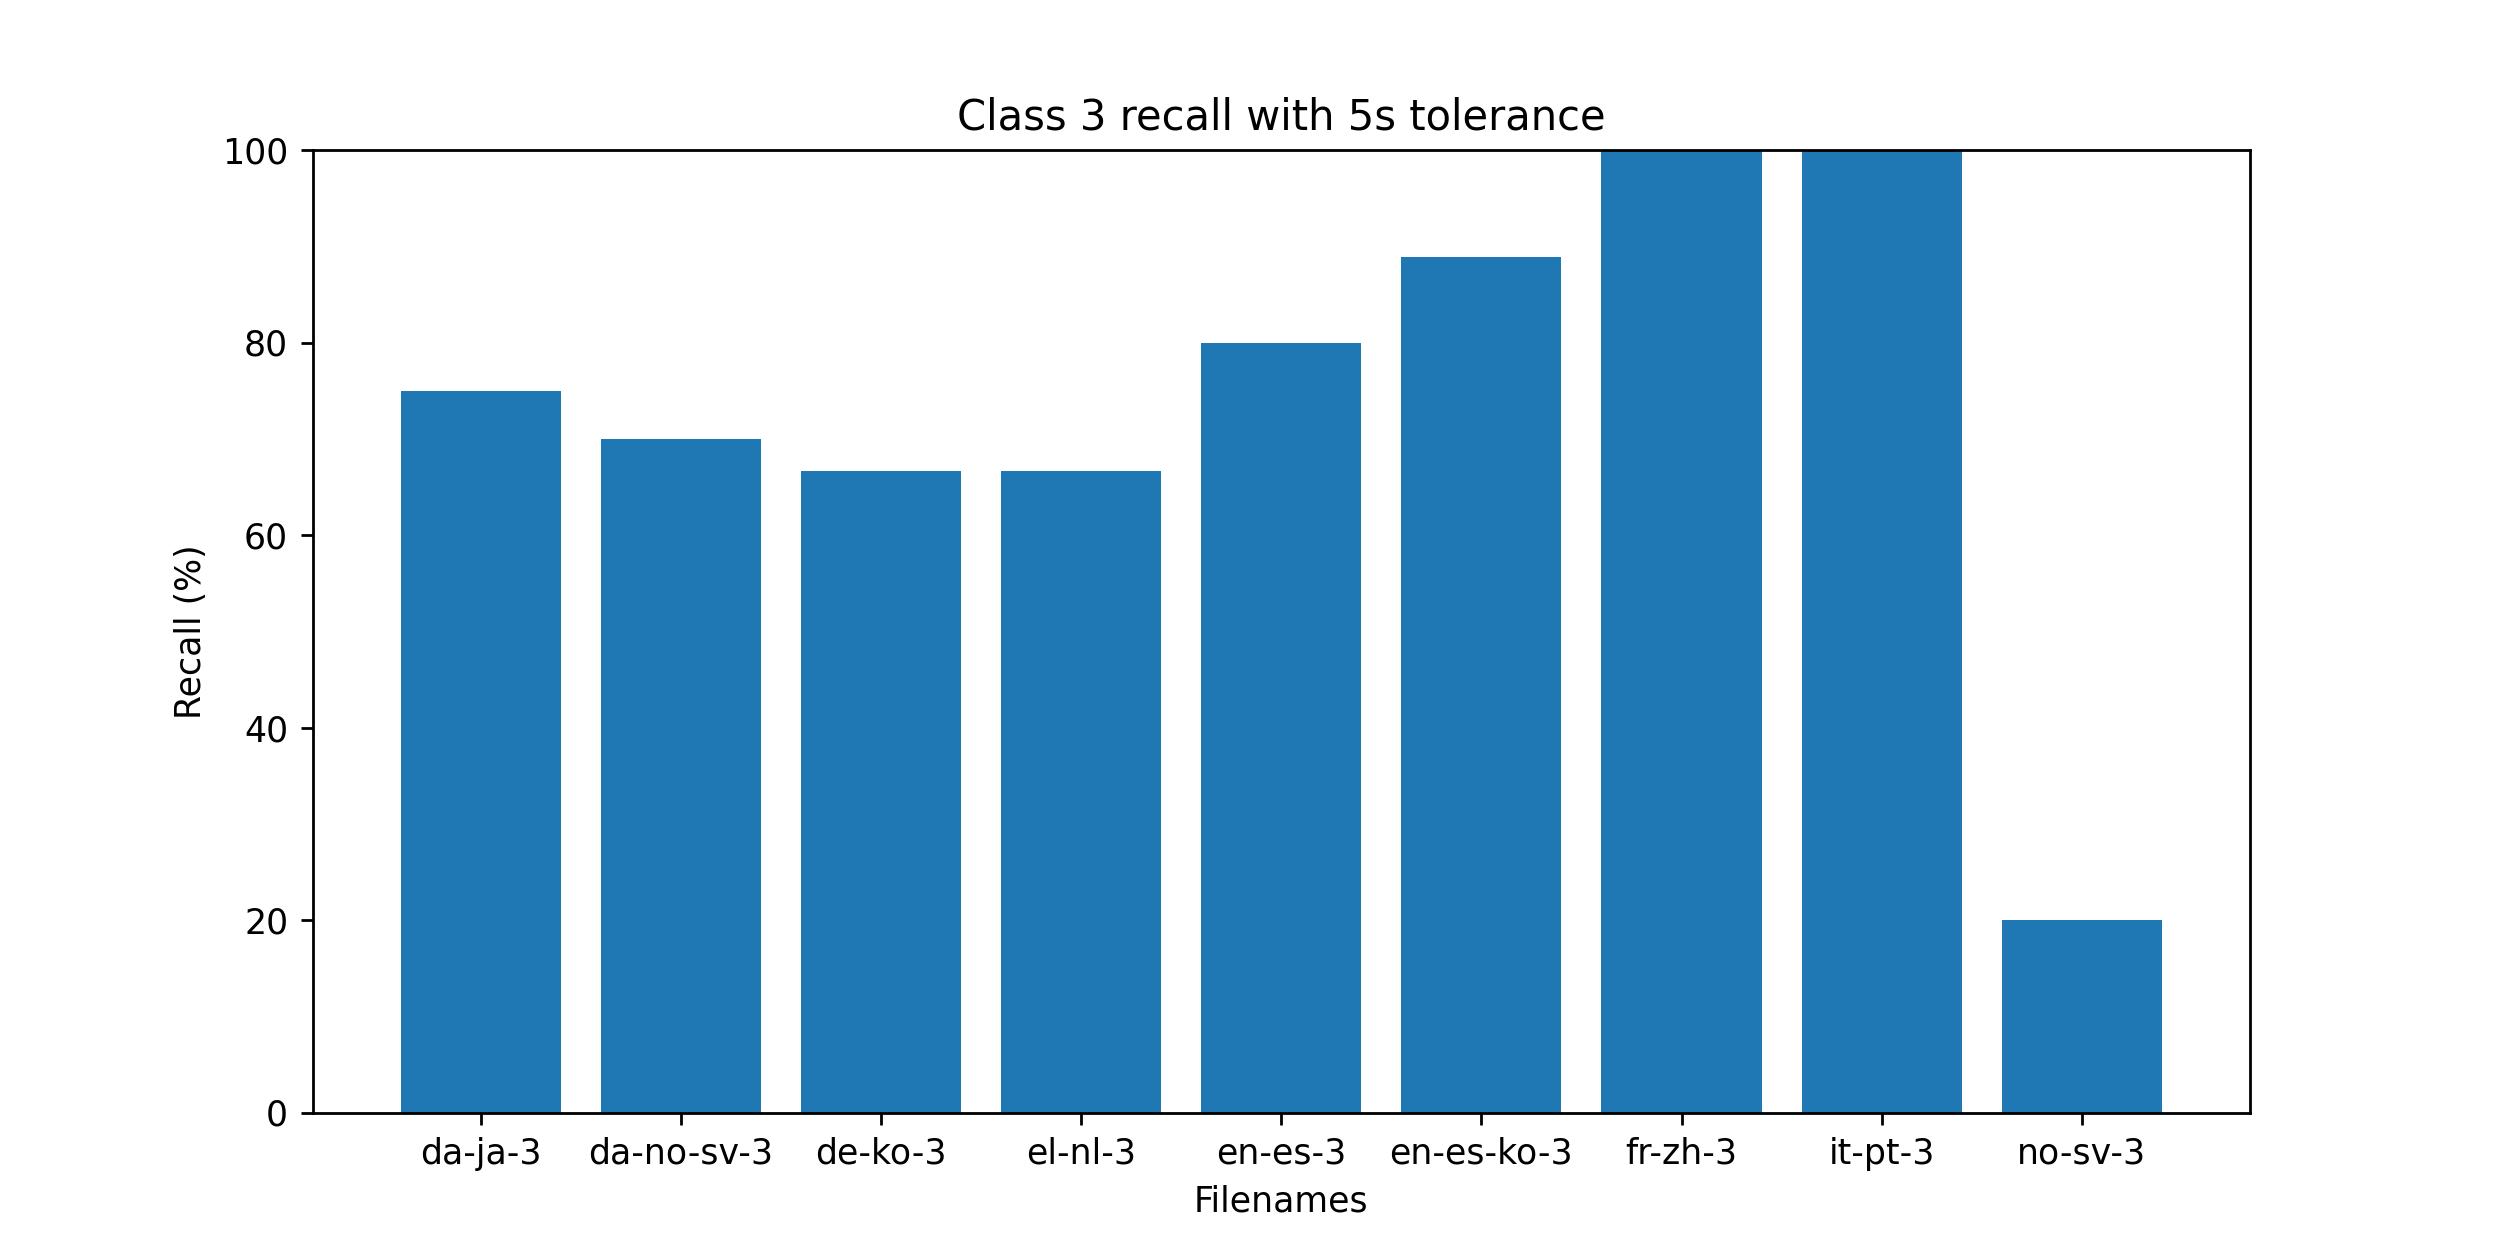 Class 3 recall with 5s tolerance
100
80
60
40
20
0
Recall (%)
da-ja-3 da-no-sv-3 de-ko-3 el-nl-3 en-es-3 en-es-ko-3 fr-zh-3 it-pt-3 no-sv-3
Filenames